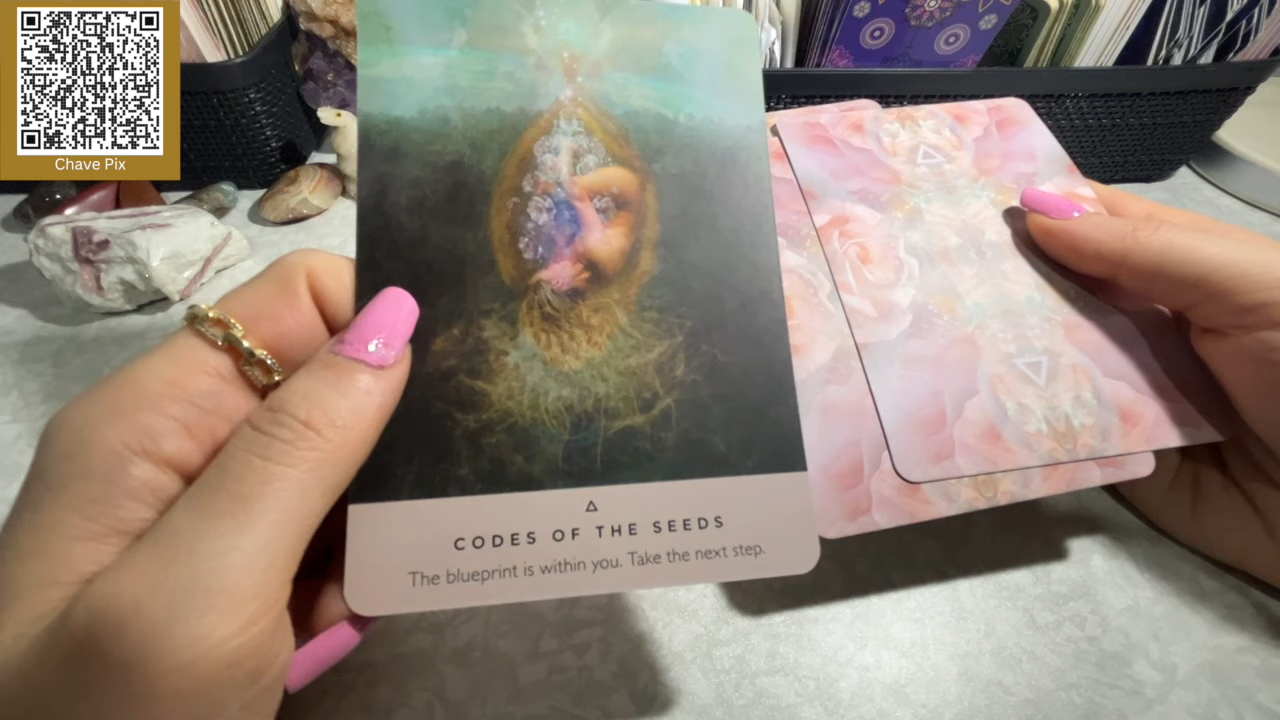 Chave Pix
CODES OF THE SEEDS
The blueprint is within you. Take the next step.